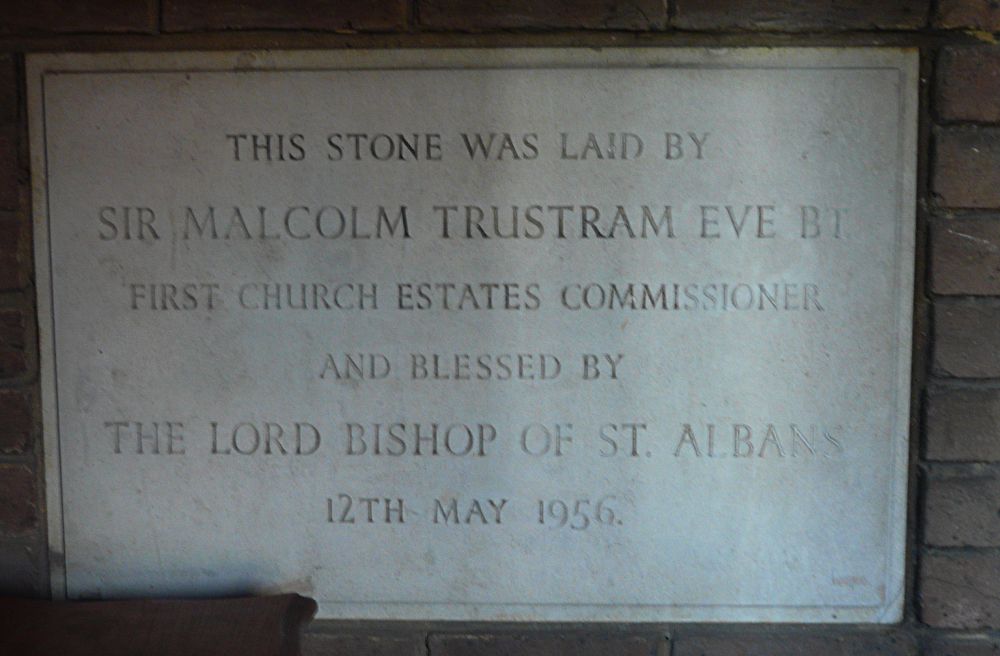 THIS STONE WAS LAID BY
SIR MALCOLM TRUSTRAM EVE BT
FIRST CHURCH ESTATES COMMISSIONER
AND BLESSED BY
THE LORD BISHOP OF ST. ALBANS
12TH MAY 1956.